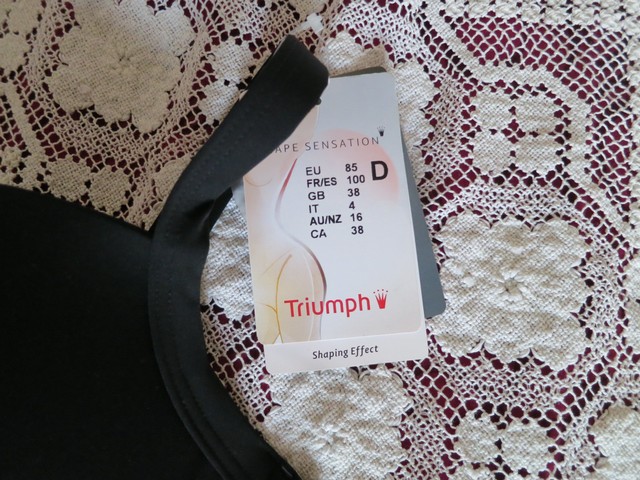 APE SENSATION
EU 85 D
FR/ES 100
GB 38
IT 4
AU/NZ 16
CA 38
Triumph
Shaping Effect